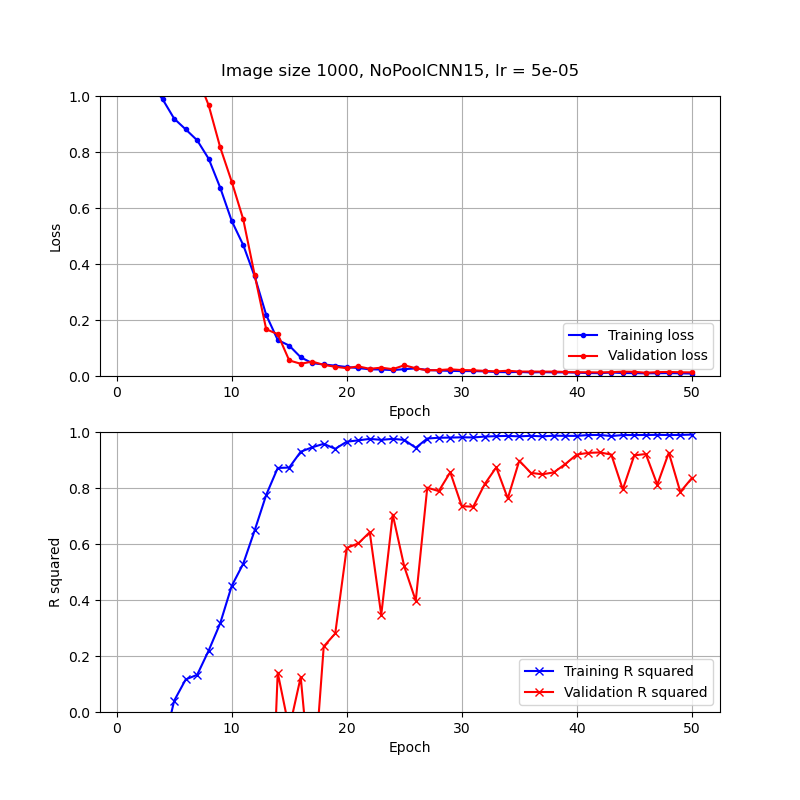 Image size 1000, NoPoolCNN15, lr = 5e-05
1.0
0.8
0.6
0.4
0.2
0.0
Loss
Training loss
Validation loss
0 10 20 30 40 50
Epoch
1.0
0.8
0.6
0.4
0.2
0.0
R squared
Training R squared
Validation R squared
0 10 20 30 40 50
Epoch